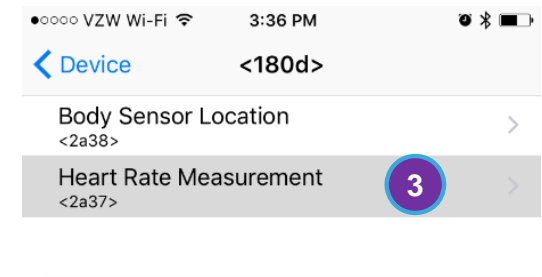 VZW Wi-Fi 3:36 PM
Device <180d>
Body Sensor Location
<2a38>
Heart Rate Measurement 3
<2a37>